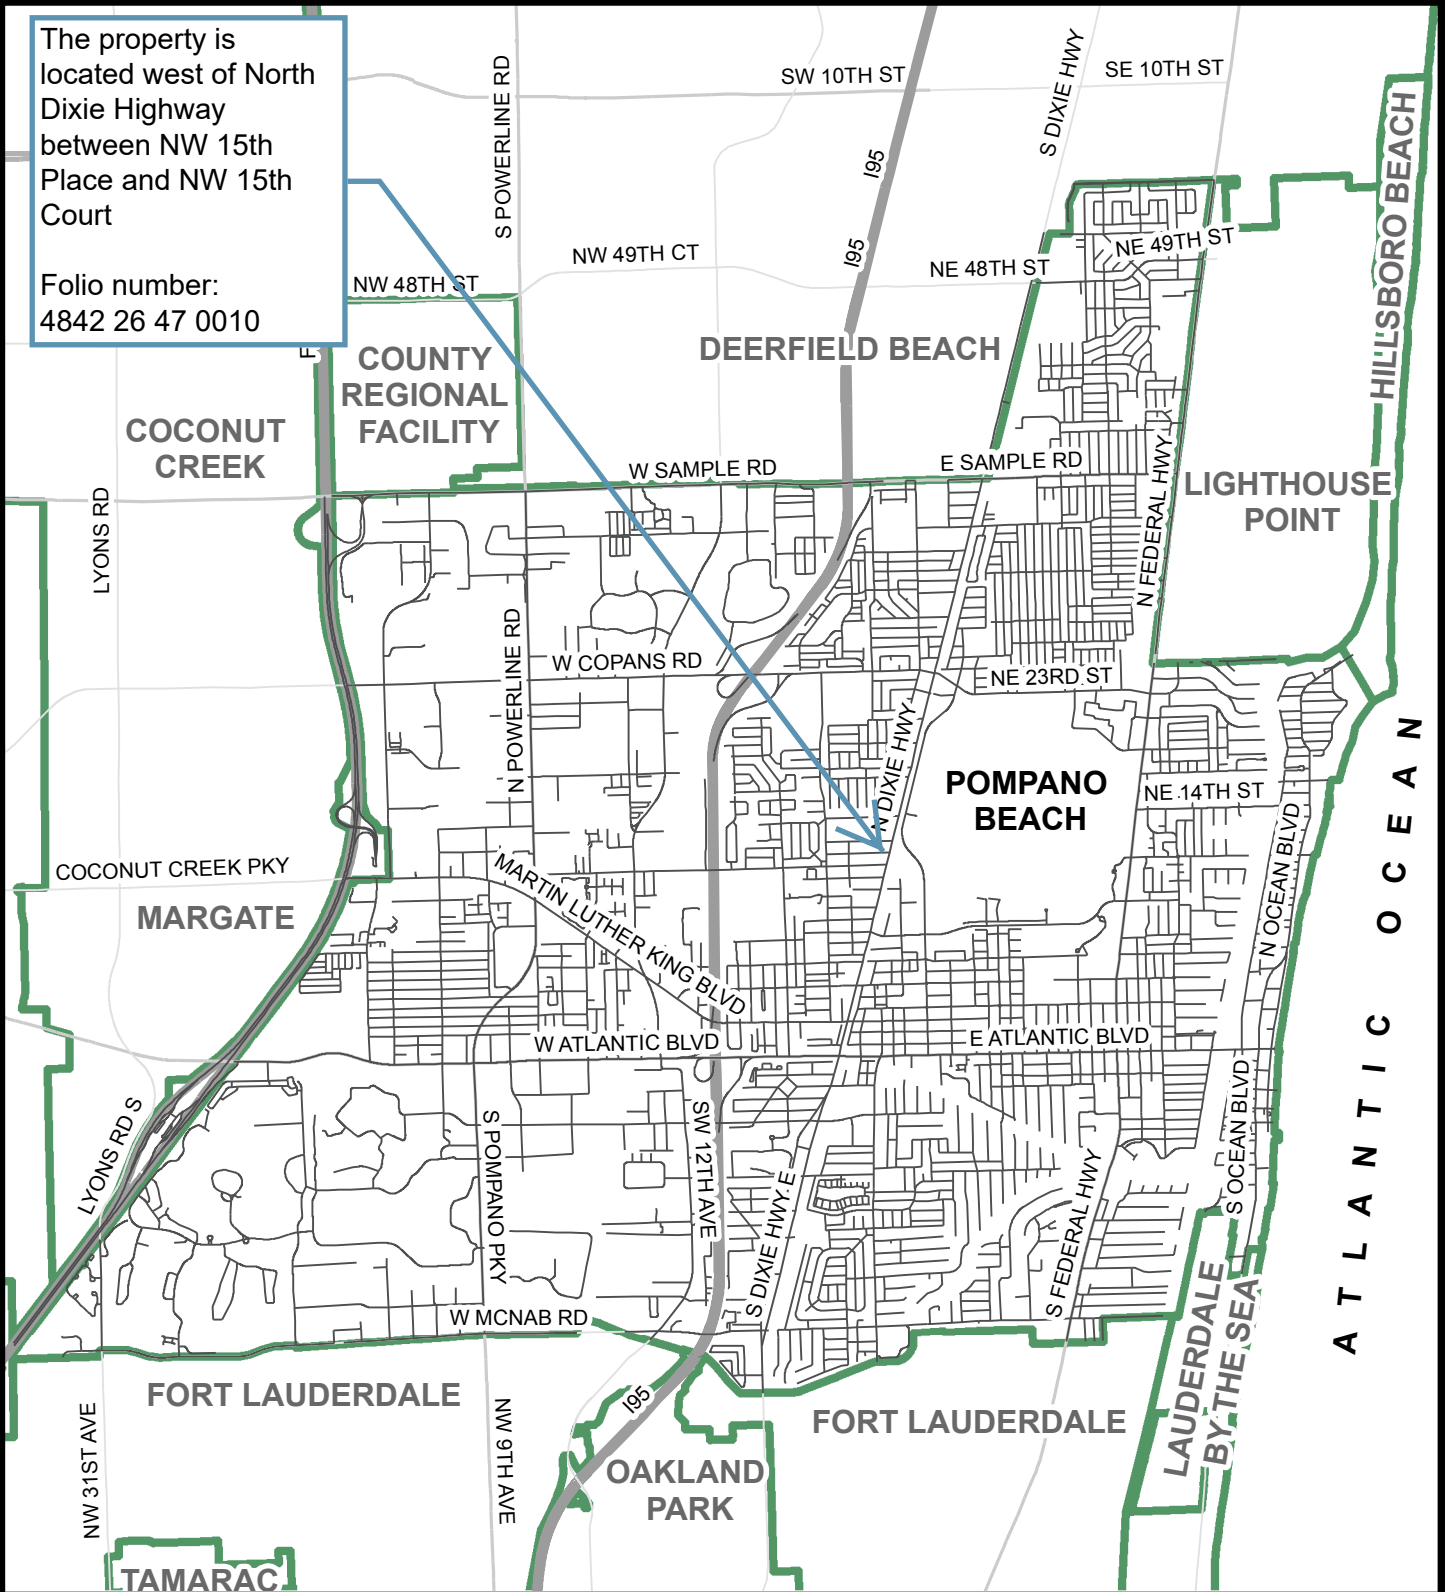 The property is
located west of North
Dixie Highway
between NW 15th
Place and NW 15th
Court
Folio number:
4842 26 47 0010
S POWERLINE RD
SW 10TH ST
SE 10TH ST
S DIXIE HWY
I95
I95
HILLSBORO BEACH
NW 49TH CT
NE 49TH ST
NE 48TH ST
NW 48TH ST
F
COUNTY
REGIONAL
FACILITY
DEERFIELD BEACH
COCONUT
CREEK
W SAMPLE RD
E SAMPLE RD
LIGHTHOUSE
POINT
LYONS RD
N FEDERAL HWY
N POWERLINE RD
W COPANS RD
NE 23RD ST
N DIXIE HWY
POMPANO
BEACH
NE 14TH ST
N OCEAN BLVD
ATLANTIC OCEAN
COCONUT CREEK PKY
MARGATE
MARTIN LUTHER KING BLVD
W ATLANTIC BLVD
E ATLANTIC BLVD
LYONS RD S
S POMPANO PKY
SW 12TH AVE
S DIXIE HWY E
S FEDERAL HWY
S OCEAN BLVD
W MCNAB RD
FORT LAUDERDALE
FORT LAUDERDALE
LAUDERDALE
BY THE SEA
NW 31ST AVE
NW 9TH AVE
I95
OAKLAND
PARK
TAMARAC